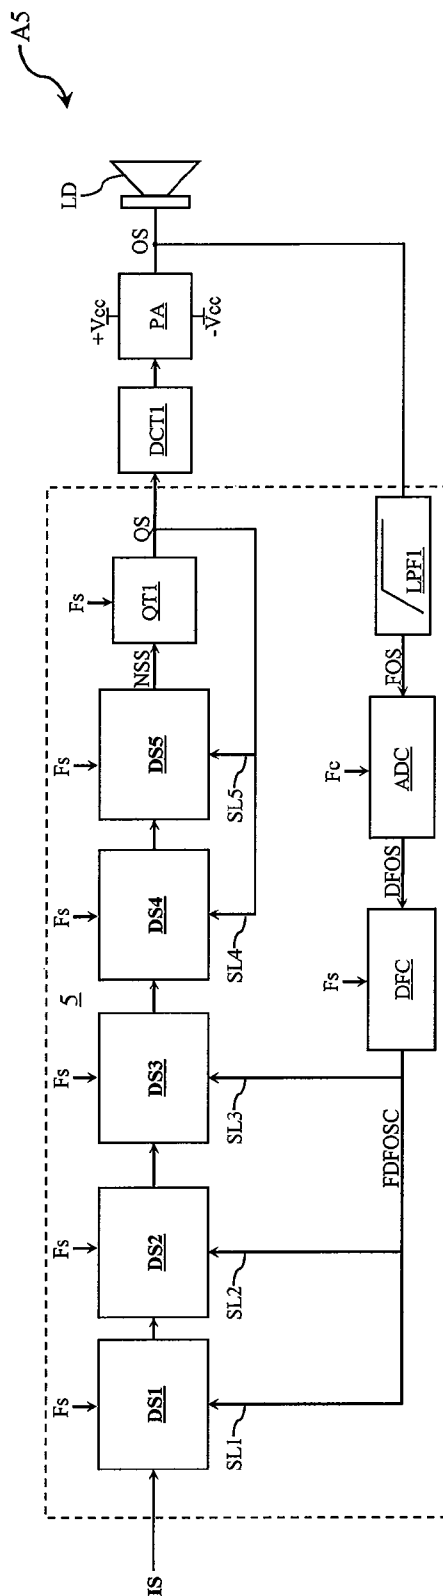 A5
5
IS
Fs
DS1
SL1
Fs
DS2
SL2
Fs
DS3
SL3
Fs
DS4
SL4
Fs
DS5
SL5
NSS
Fs
QT1
QS
DCT1
+Vcc
PA
-Vcc
OS
LD
LPF1
FOS
Fc
ADC
DFOS
Fs
DFC
FDFOSC